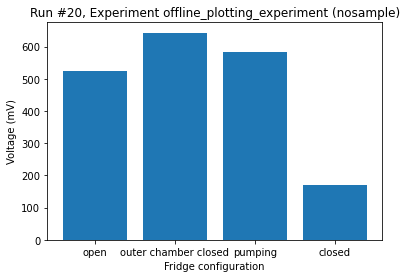 Run #20, Experiment offline_plotting_experiment (nosample)
Voltage (mV)
600
500
400
300
200
100
0
open outer chamber closed pumping closed
Fridge configuration